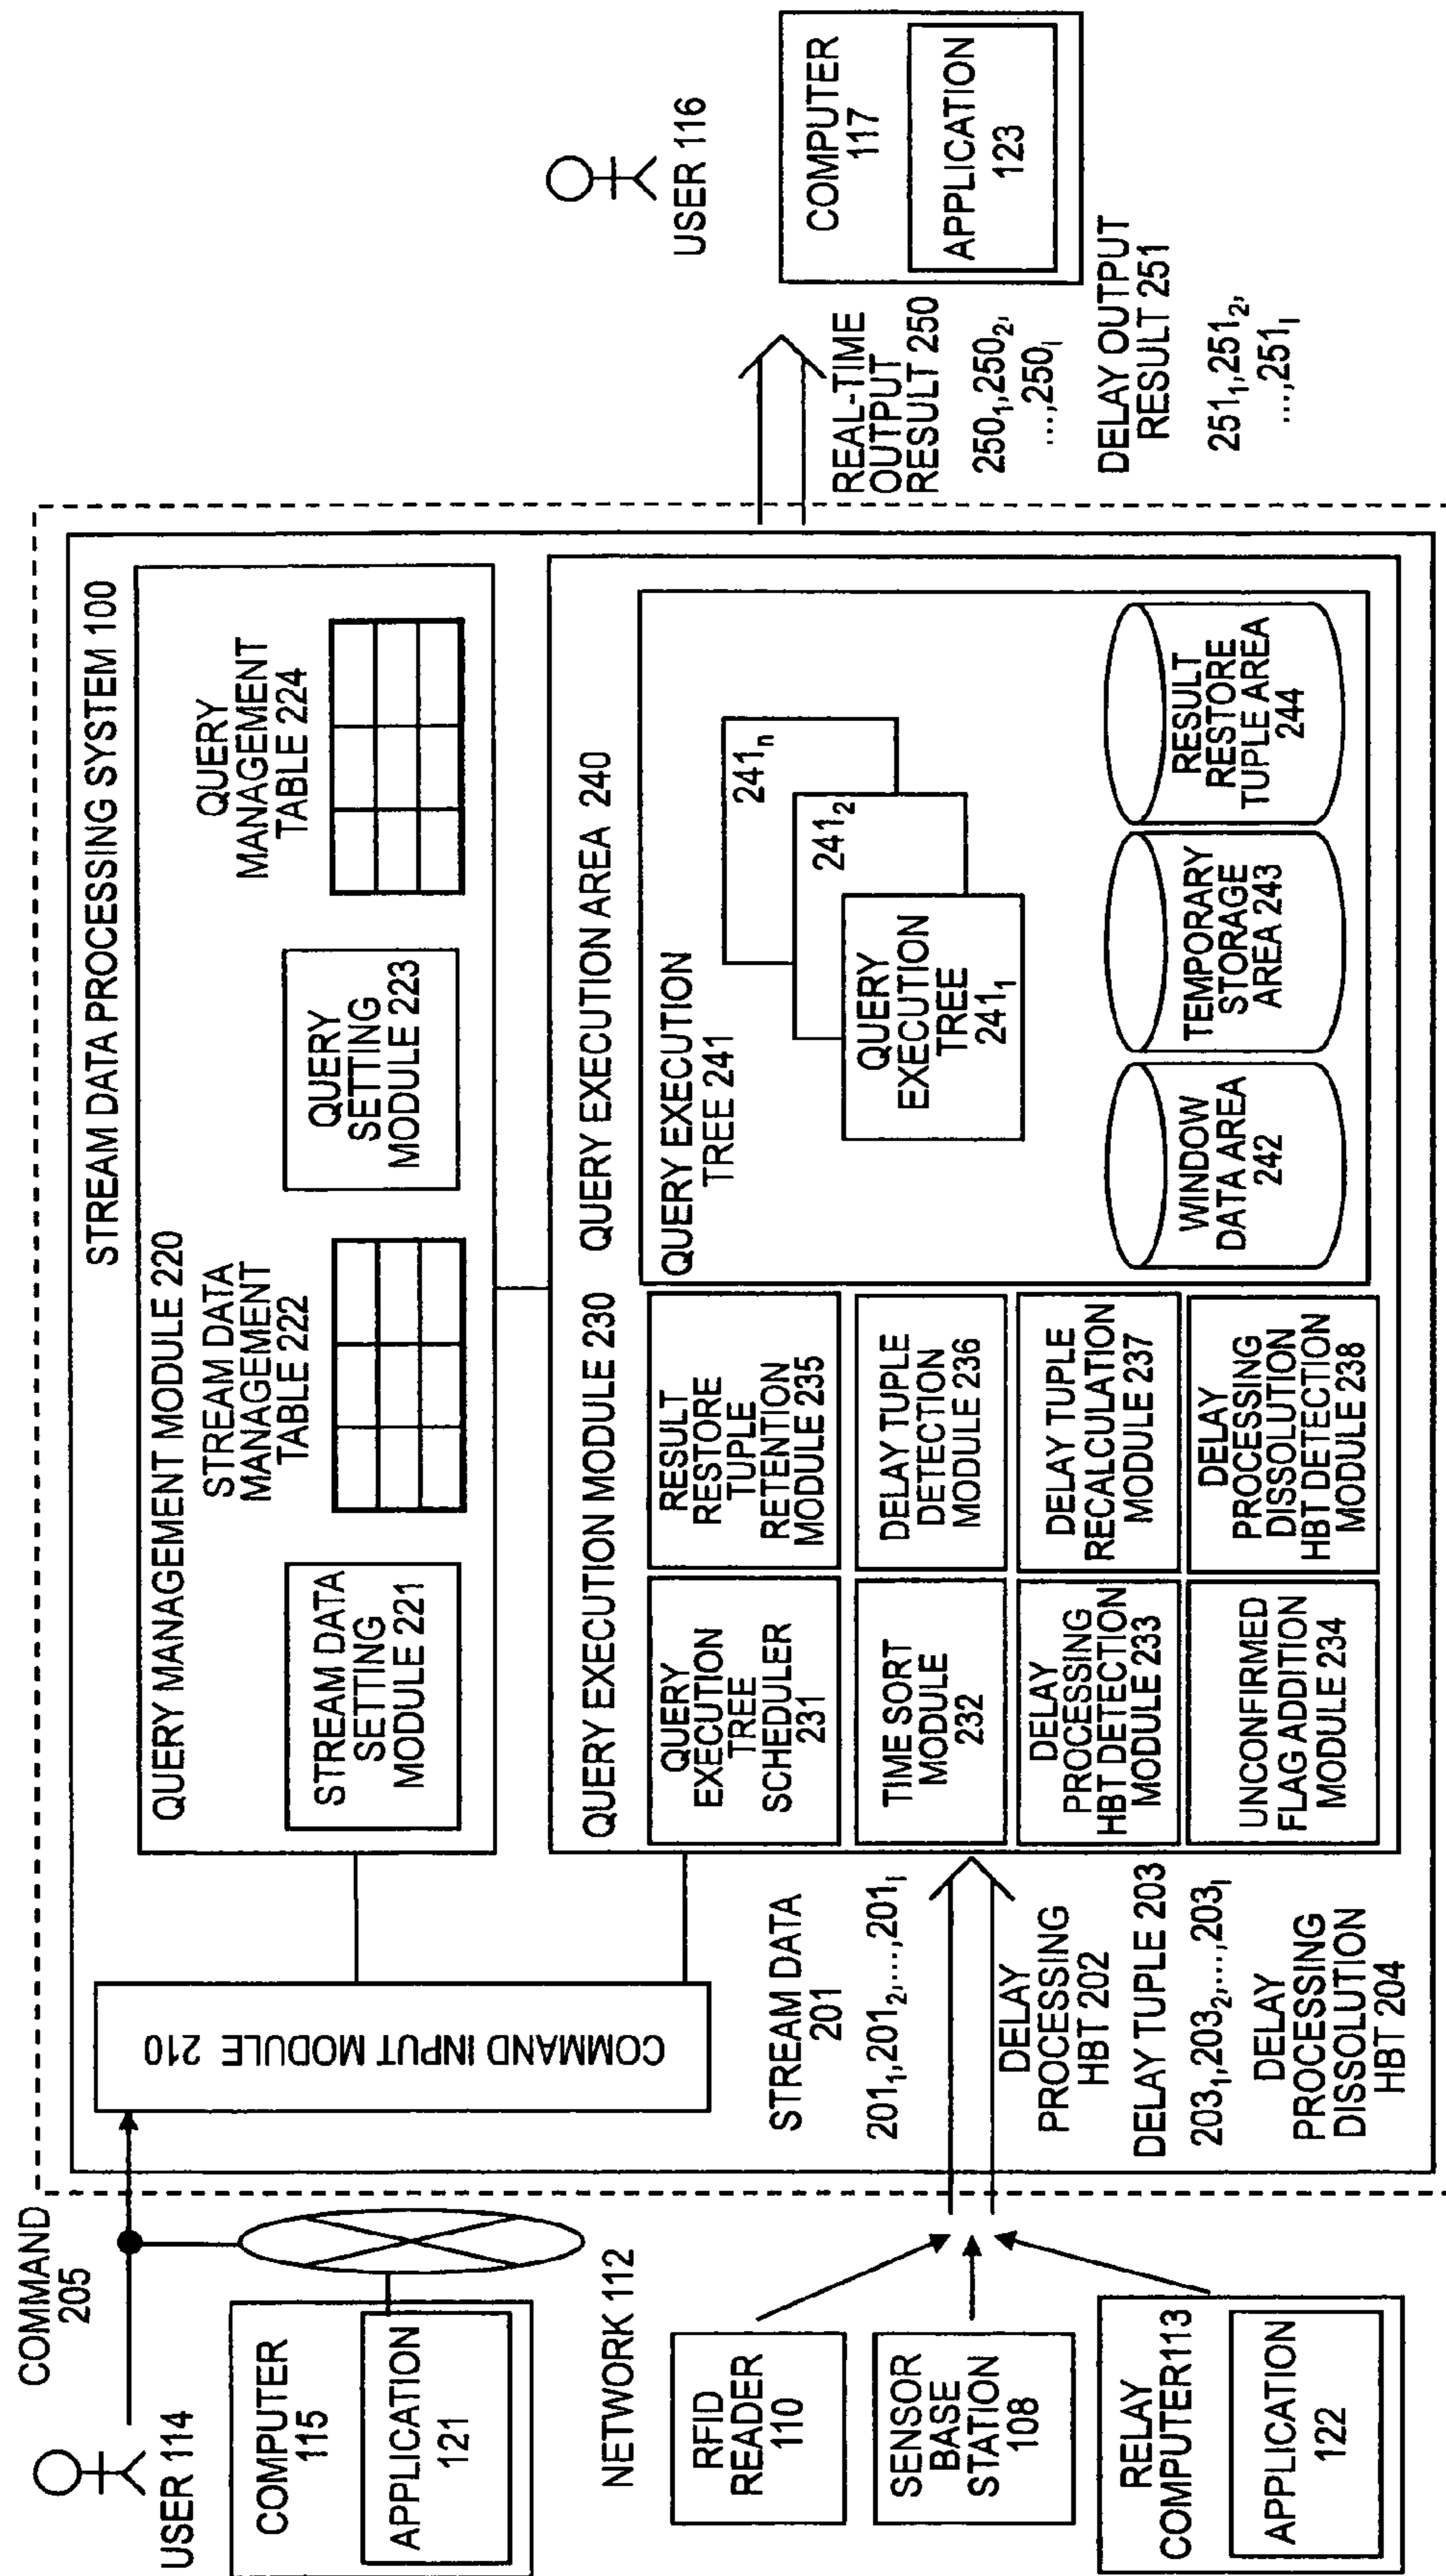 COMMAND
205
USER 114
COMPUTER
115
APPLICATION
121
NETWORK 112
RFID
READER
110
SENSOR
BASE
STATION
108
RELAY
COMPUTER113
APPLICATION
122
STREAM DATA PROCESSING SYSTEM 100
COMMAND INPUT MODULE 210
STREAM DATA
201
201₁,201₂,...,201ₗ
DELAY
PROCESSING
HBT 202
DELAY TUPLE 203
203₁,203₂,...,203ₗ
DELAY
PROCESSING
DISSOLUTION
HBT 204
QUERY MANAGEMENT MODULE 220
STREAM DATA
SETTING
MODULE 221
STREAM DATA
MANAGEMENT
TABLE 222
QUERY
SETTING
MODULE 223
QUERY
MANAGEMENT
TABLE 224
QUERY EXECUTION MODULE 230
QUERY
EXECUTION
TREE
SCHEDULER
231
TIME SORT
MODULE
232
DELAY
PROCESSING
HBT DETECTION
MODULE 233
UNCONFIRMED
FLAG ADDITION
MODULE 234
RESULT
RESTORE
TUPLE
RETENTION
MODULE 235
DELAY TUPLE
DETECTION
MODULE 236
DELAY TUPLE
RECALCULATION
MODULE 237
DELAY
PROCESSING
DISSOLUTION
HBT DETECTION
MODULE 238
QUERY EXECUTION AREA 240
QUERY EXECUTION
TREE 241
QUERY
EXECUTION
TREE
241₁
241₂
241ₙ
WINDOW
DATA AREA
242
TEMPORARY
STORAGE
AREA 243
RESULT
RESTORE
TUPLE AREA
244
REAL-TIME
OUTPUT
RESULT 250
250₁,250₂,
...,250ₗ
DELAY OUTPUT
RESULT 251
251₁,251₂,
...,251ₗ
USER 116
COMPUTER
117
APPLICATION
123